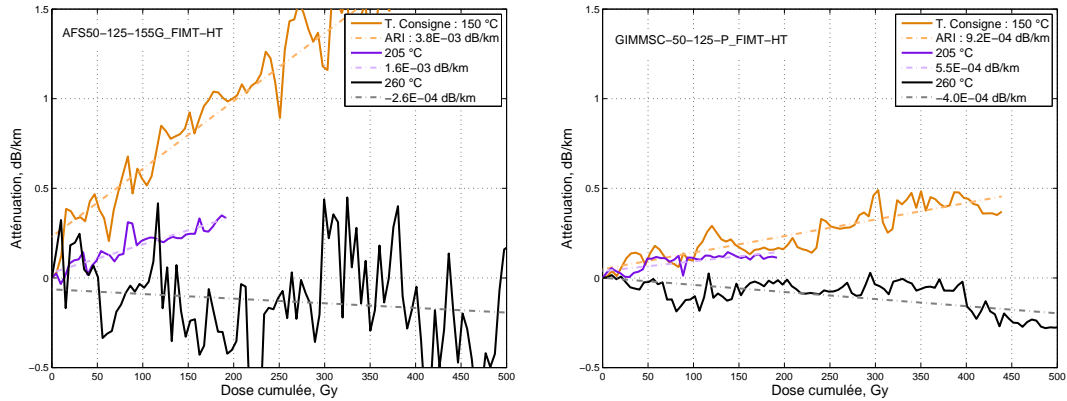 AFS50−125−155G_FIMT−HT
T. Consigne : 150 °C
ARI : 3.8E−03 dB/km
205 °C
1.6E−03 dB/km
260 °C
−2.6E−04 dB/km
1
0.5
0
−0.5
Atténuation, dB/km
0 50 100 150 200 250 300 350 400 450 500
Dose cumulée, Gy
GIMMSC−50−125−P_FIMT−HT
T. Consigne : 150 °C
ARI : 9.2E−04 dB/km
205 °C
5.5E−04 dB/km
260 °C
−4.0E−04 dB/km
1.5
1
0.5
0
−0.5
Atténuation, dB/km
0 50 100 150 200 250 300 350 400 450 500
Dose cumulée, Gy